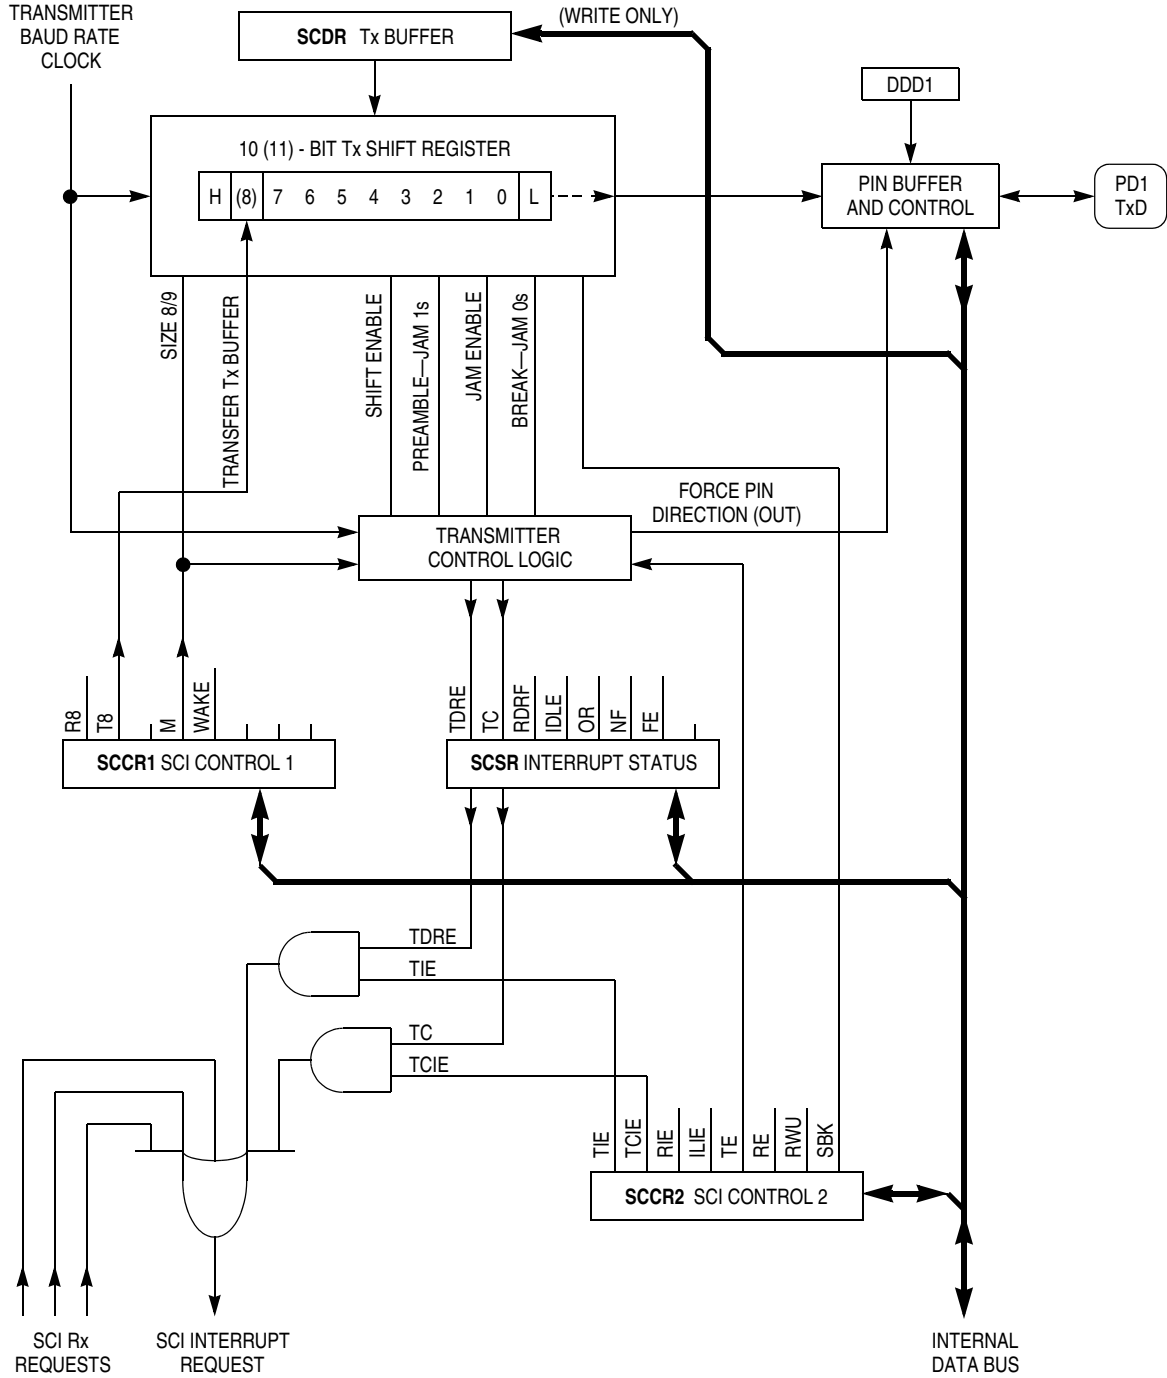 TRANSMITTER
BAUD RATE
CLOCK
SCDR Tx BUFFER
(WRITE ONLY)
DDD1
10 (11) - BIT Tx SHIFT REGISTER
H (8) 7 6 5 4 3 2 1 0 L
PIN BUFFER
AND CONTROL
PD1
TxD
SIZE 8/9
TRANSFER Tx BUFFER
SHIFT ENABLE
PREAMBLE—JAM 1s
JAM ENABLE
BREAK—JAM 0s
FORCE PIN
DIRECTION (OUT)
TRANSMITTER
CONTROL LOGIC
R8
T8
M
WAKE
TDRE
TC
RDRF
IDLE
OR
NF
FE
SCCR1 SCI CONTROL 1
SCSR INTERRUPT STATUS
TDRE
TIE
TC
TCIE
TIE
TCIE
RIE
ILIE
TE
RE
RWU
SBK
SCCR2 SCI CONTROL 2
SCI Rx
REQUESTS
SCI INTERRUPT
REQUEST
INTERNAL
DATA BUS